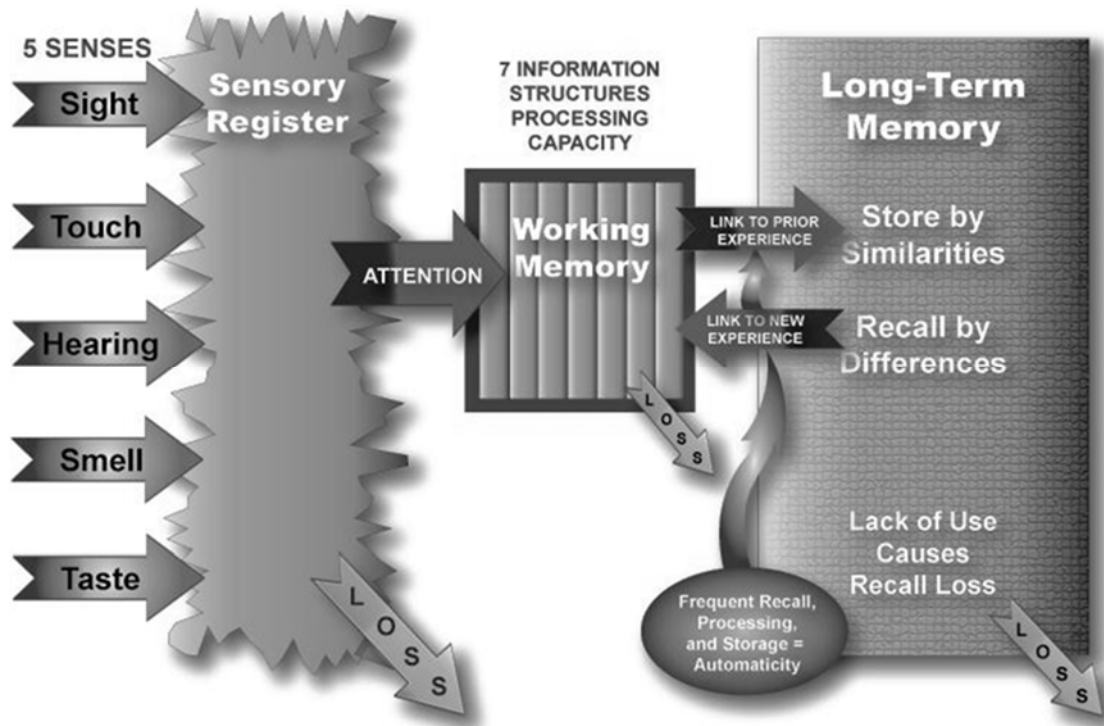 5 SENSES
Sight
Touch
Hearing
Smell
Taste
Sensory
Register
LOSS
ATTENTION
7 INFORMATION
STRUCTURES
PROCESSING
CAPACITY
Working
Memory
LOSS
LINK TO PRIOR
EXPERIENCE
LINK TO NEW
EXPERIENCE
Frequent Recall,
Processing,
and Storage =
Automaticity
Long-Term
Memory
Store by
Similarities
Recall by
Differences
Lack of Use
Causes
Recall Loss
LOSS